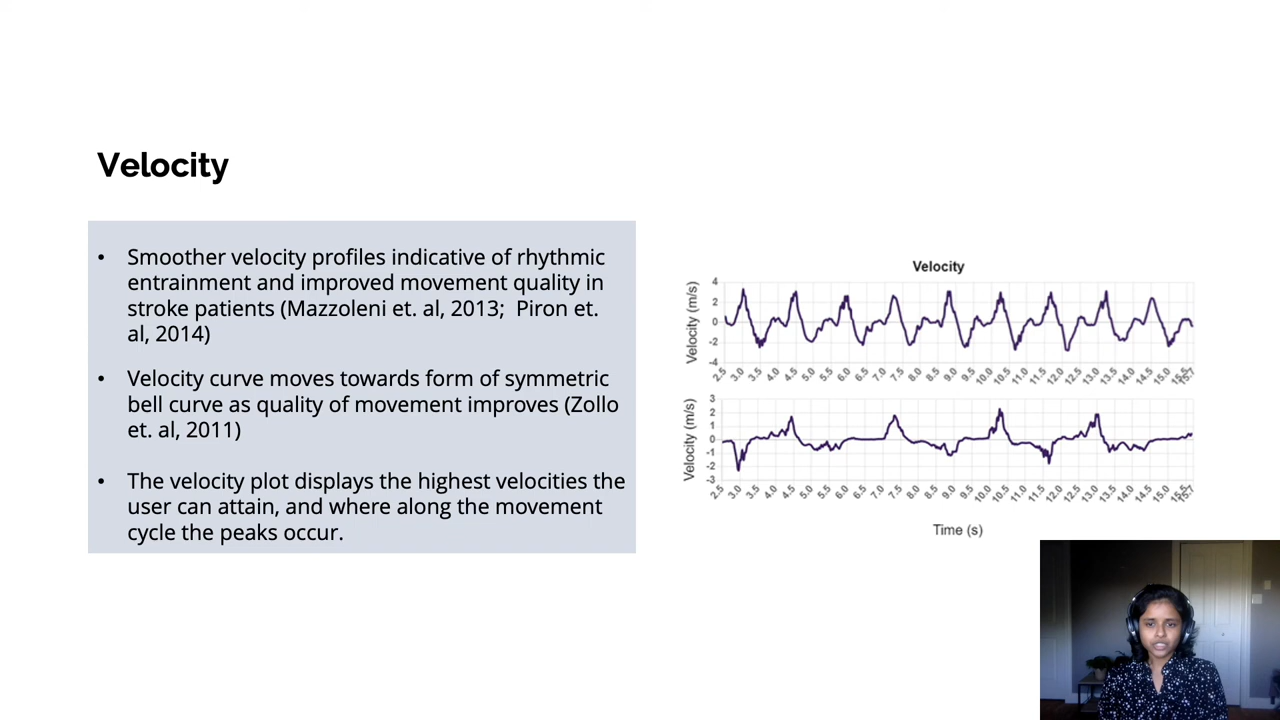 Velocity
• Smoother velocity profiles indicative of rhythmic
entrainment and improved movement quality in
stroke patients (Mazzoleni et. al, 2013;  Piron et.
al, 2014)
• Velocity curve moves towards form of symmetric
bell curve as quality of movement improves (Zollo
et. al, 2011)
• The velocity plot displays the highest velocities the
user can attain, and where along the movement
cycle the peaks occur.
Velocity
Velocity (m/s)
4
2
0
-2
-4
2.5 3.0 3.5 4.0 4.5 5.0 5.5 6.0 6.5 7.0 7.5 8.0 8.5 9.0 9.5 10.0 10.5 11.0 11.5 12.0 12.5 13.0 13.5 14.0 14.5 15.0 15.5 15.7
Velocity (m/s)
3
2
1
0
-1
-2
-3
2.5 3.0 3.5 4.0 4.5 5.0 5.5 6.0 6.5 7.0 7.5 8.0 8.5 9.0 9.5 10.0 10.5 11.0 11.5 12.0 12.5 13.0 13.5 14.0 14.5 15.0 15.5 15.7
Time (s)